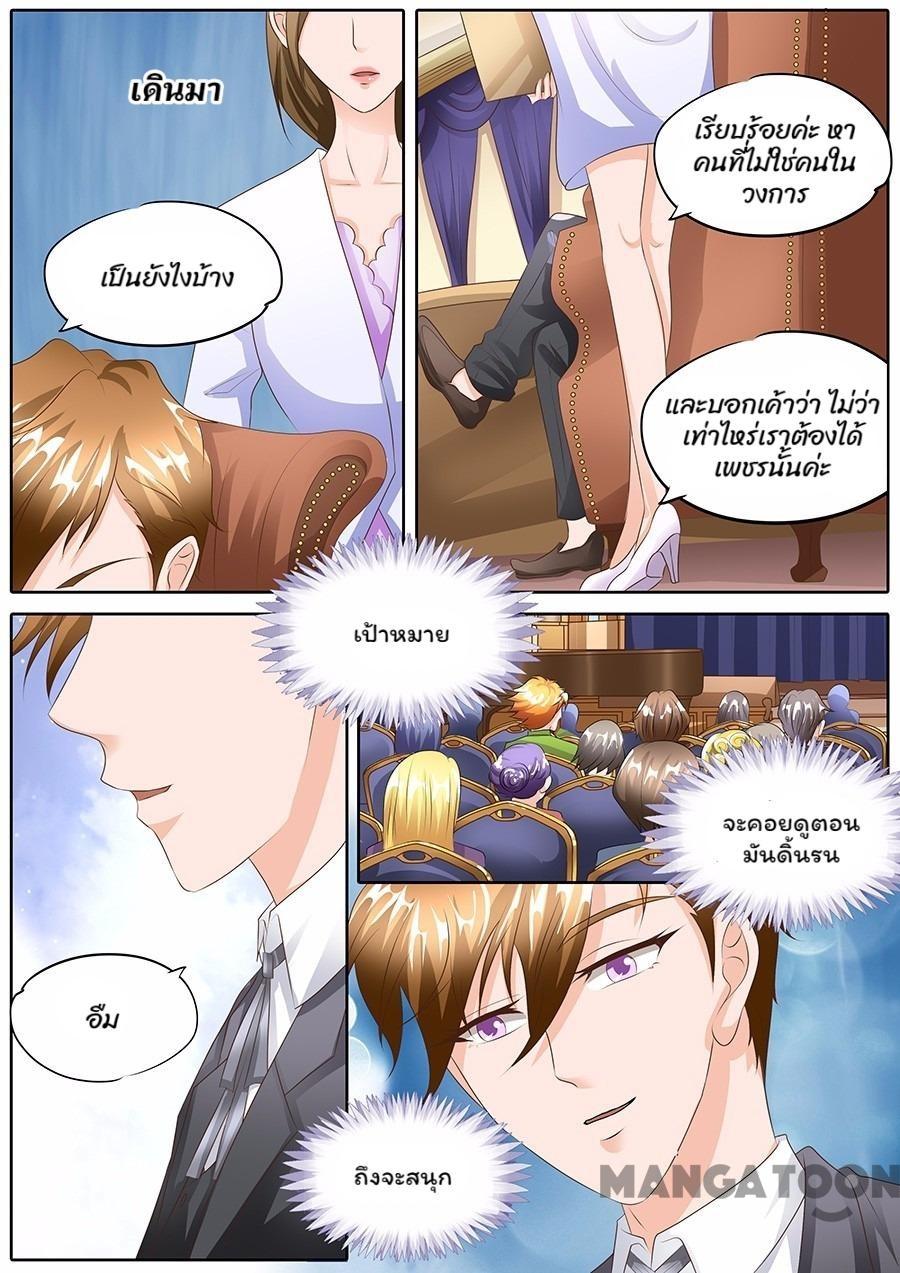 เดินมา
เป็นยังไงบ้าง
เรียบร้อยค่ะ หา
คนที่ไม่ใช่คนใน
วงการ
และบอกเค้าว่า ไม่ว่า
เท่าไหร่เราต้องได้
เพชรนั้นค่ะ
เป้าหมาย
จะคอยดูตอน
มันดิ้นรน
อืม
ถึงจะสนุก
MANGATOON